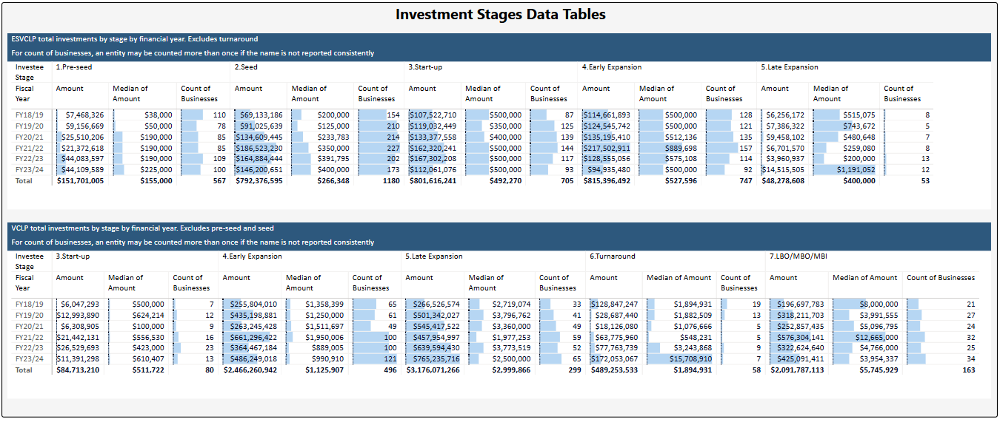 Investment Stages Data Tables
ESVCLP total investments by stage by financial year. Excludes turnaround
For count of businesses, an entity may be counted more than once if the name is not reported consistently
Investee Stage 1.Pre-seed 2.Seed 3.Start-up 4.Early Expansion 5.Late Expansion
Fiscal Year Amount Median of Amount Count of Businesses Amount Median of Amount Count of Businesses Amount Median of Amount Count of Businesses Amount Median of Amount Count of Businesses Amount Median of Amount Count of Businesses
FY18/19 $7,468,326 $38,000 110 $69,133,186 $200,000 154 $107,522,710 $500,000 87 $114,661,893 $500,000 128 $6,256,172 $515,075 8
FY19/20 $9,156,669 $50,000 78 $91,025,639 $125,000 210 $119,032,449 $350,000 125 $124,545,742 $500,000 121 $7,386,322 $743,672 5
FY20/21 $25,510,206 $190,000 85 $134,609,445 $233,783 214 $133,377,558 $400,000 139 $135,195,410 $512,136 135 $9,458,102 $480,648 7
FY21/22 $21,372,618 $190,000 85 $186,523,230 $350,000 227 $162,320,241 $500,000 144 $217,502,911 $889,698 157 $6,701,570 $259,080 8
FY22/23 $44,083,597 $190,000 109 $164,884,444 $391,795 202 $167,302,208 $500,000 117 $128,555,056 $575,108 114 $3,960,937 $200,000 13
FY23/24 $44,109,589 $225,000 100 $146,200,651 $400,000 173 $112,061,076 $500,000 93 $94,935,480 $500,000 92 $14,515,505 $1,191,052 12
Total $151,701,005 $155,000 567 $792,376,595 $266,348 1180 $801,616,241 $492,270 705 $815,396,492 $527,596 747 $48,278,608 $400,000 53
VCLP total investments by stage by financial year. Excludes pre-seed and seed
For count of businesses, an entity may be counted more than once if the name is not reported consistently
Investee Stage 3.Start-up 4.Early Expansion 5.Late Expansion 6.Turnaround 7.LBO/MBO/MBI
Fiscal Year Amount Median of Amount Count of Businesses Amount Median of Amount Count of Businesses Amount Median of Amount Count of Businesses Amount Median of Amount Count of Businesses Amount Median of Amount Count of Businesses
FY18/19 $6,047,293 $500,000 7 $255,804,010 $1,358,399 65 $266,526,574 $2,719,074 33 $128,847,247 $1,894,931 19 $196,697,783 $8,000,000 21
FY19/20 $12,993,890 $624,214 12 $435,198,881 $1,250,000 61 $501,342,027 $3,796,762 41 $28,687,440 $1,882,509 13 $318,211,703 $3,991,555 27
FY20/21 $6,308,905 $100,000 9 $263,245,428 $1,511,697 49 $545,417,522 $3,360,000 49 $18,126,080 $1,076,666 5 $252,857,435 $5,096,795 24
FY21/22 $21,442,131 $556,530 16 $661,296,422 $1,950,006 100 $457,954,997 $1,977,253 59 $63,775,960 $548,231 5 $576,304,141 $12,665,000 32
FY22/23 $26,529,693 $423,000 23 $364,467,184 $889,005 100 $639,594,430 $3,773,519 52 $77,763,739 $3,243,868 9 $322,624,640 $4,766,000 25
FY23/24 $11,391,298 $610,407 13 $486,249,018 $990,910 121 $765,235,716 $2,500,000 65 $172,053,067 $15,708,910 7 $425,091,411 $3,954,337 34
Total $84,713,210 $511,722 80 $2,466,260,942 $1,125,907 496 $3,176,071,266 $2,999,866 299 $489,253,533 $1,894,931 58 $2,091,787,113 $5,745,929 163